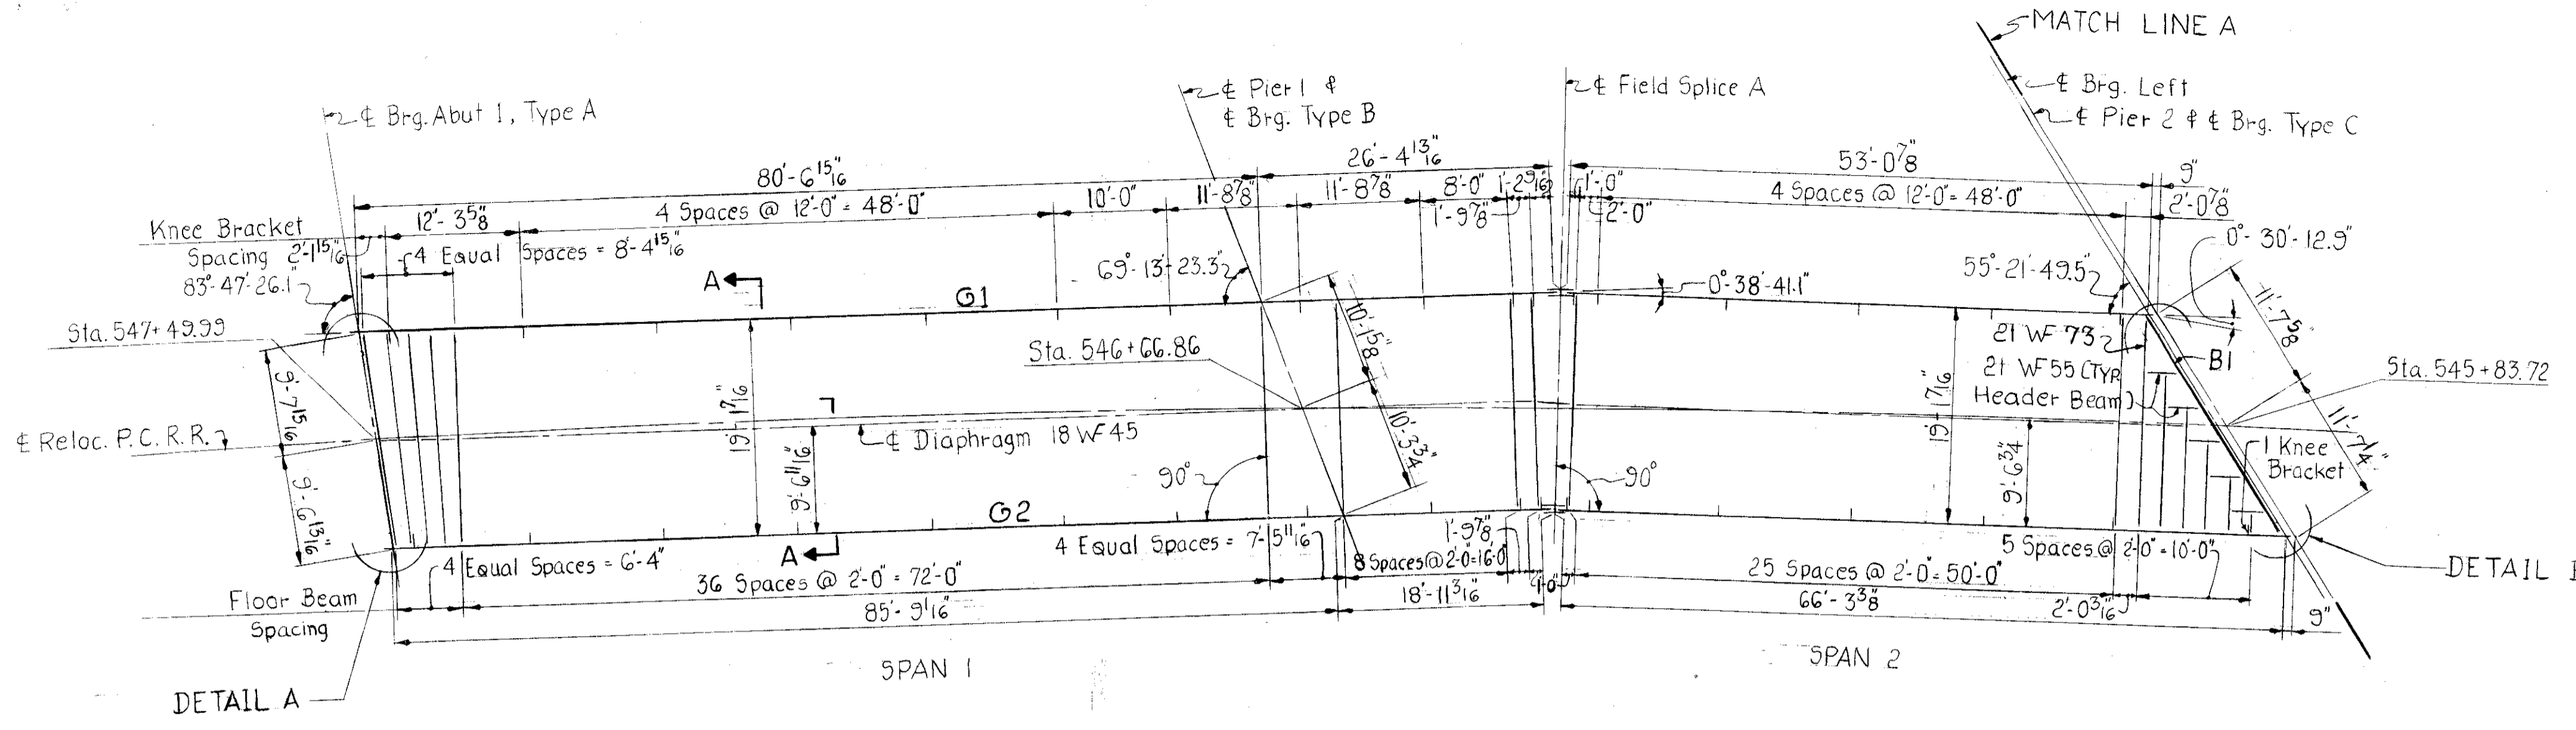 MATCH LINE A
℄ Brg. Left
℄ Pier 2 & ℄ Brg. Type C
℄ Brg. Abut 1, Type A
℄ Pier 1 &
℄ Brg. Type B
℄ Field Splice A
80'-6 15/16"
26'-4 13/16"
53'-0 7/8"
9"
Knee Bracket
Spacing 2'-1 15/16"
12'-3 5/8"
4 Spaces @ 12'-0" = 48'-0"
10'-0"
11'-8 7/8"
11'-8 7/8"
8'-0"
1'-2 9/16"
1'-9 7/8"
1'-0"
2'-0"
4 Spaces @ 12'-0" = 48'-0"
2'-0 7/8"
4 Equal Spaces = 8'-4 15/16"
83°-47'-26.1"
69°-13'-23.3"
0°-38'-41.1"
55°-21'-49.5"
0°-30'-12.9"
A
G1
Sta. 547+49.99
Sta. 546+66.86
Sta. 545+83.72
10'-1 5/8"
10'-3 3/4"
11'-7 5/8"
11'-7 1/4"
21 WF 73
21 WF 55 (TYP.
Header Beam)
B1
9'-7 15/16"
9'-6 13/16"
19'-1 7/16"
9'-6 11/16"
19'-1 7/16"
9'-6 3/4"
℄ Reloc. P.C.R.R.
℄ Diaphragm 18 WF 45
1 Knee
Bracket
90°
90°
G2
A
4 Equal Spaces = 6'-4"
36 Spaces @ 2'-0" = 72'-0"
4 Equal Spaces = 7'-5 11/16"
1'-9 7/8"
8 Spaces @ 2'-0" = 16'-0"
1'-0"
25 Spaces @ 2'-0" = 50'-0"
5 Spaces @ 2'-0" = 10'-0"
2'-0 3/16"
Floor Beam
Spacing
85'-9 1/16"
18'-11 3/16"
66'-3 3/8"
9"
DETAIL A
DETAIL
SPAN 1
SPAN 2